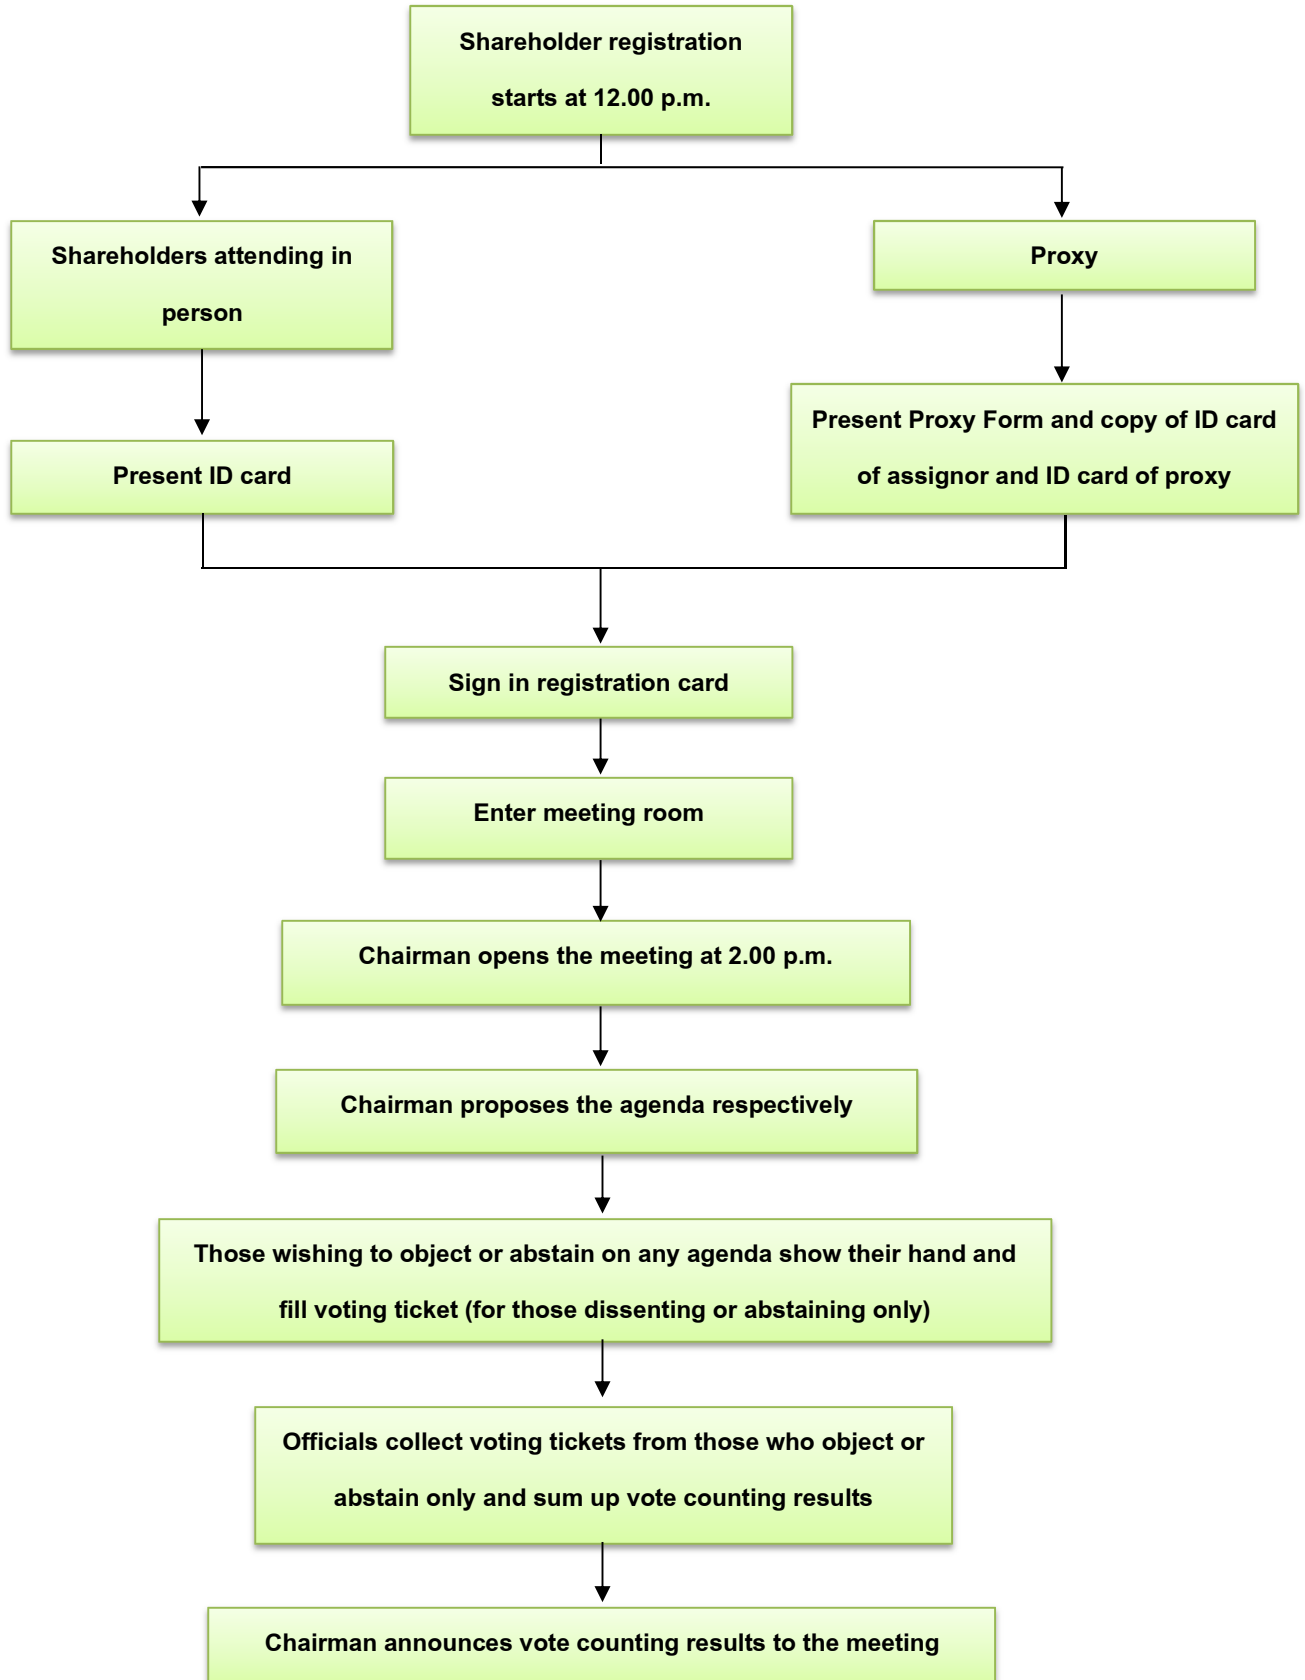 Shareholder registration
starts at 12.00 p.m.
Shareholders attending in
person
Proxy
Present ID card
Present Proxy Form and copy of ID card
of assignor and ID card of proxy
Sign in registration card
Enter meeting room
Chairman opens the meeting at 2.00 p.m.
Chairman proposes the agenda respectively
Those wishing to object or abstain on any agenda show their hand and
fill voting ticket (for those dissenting or abstaining only)
Officials collect voting tickets from those who object or
abstain only and sum up vote counting results
Chairman announces vote counting results to the meeting